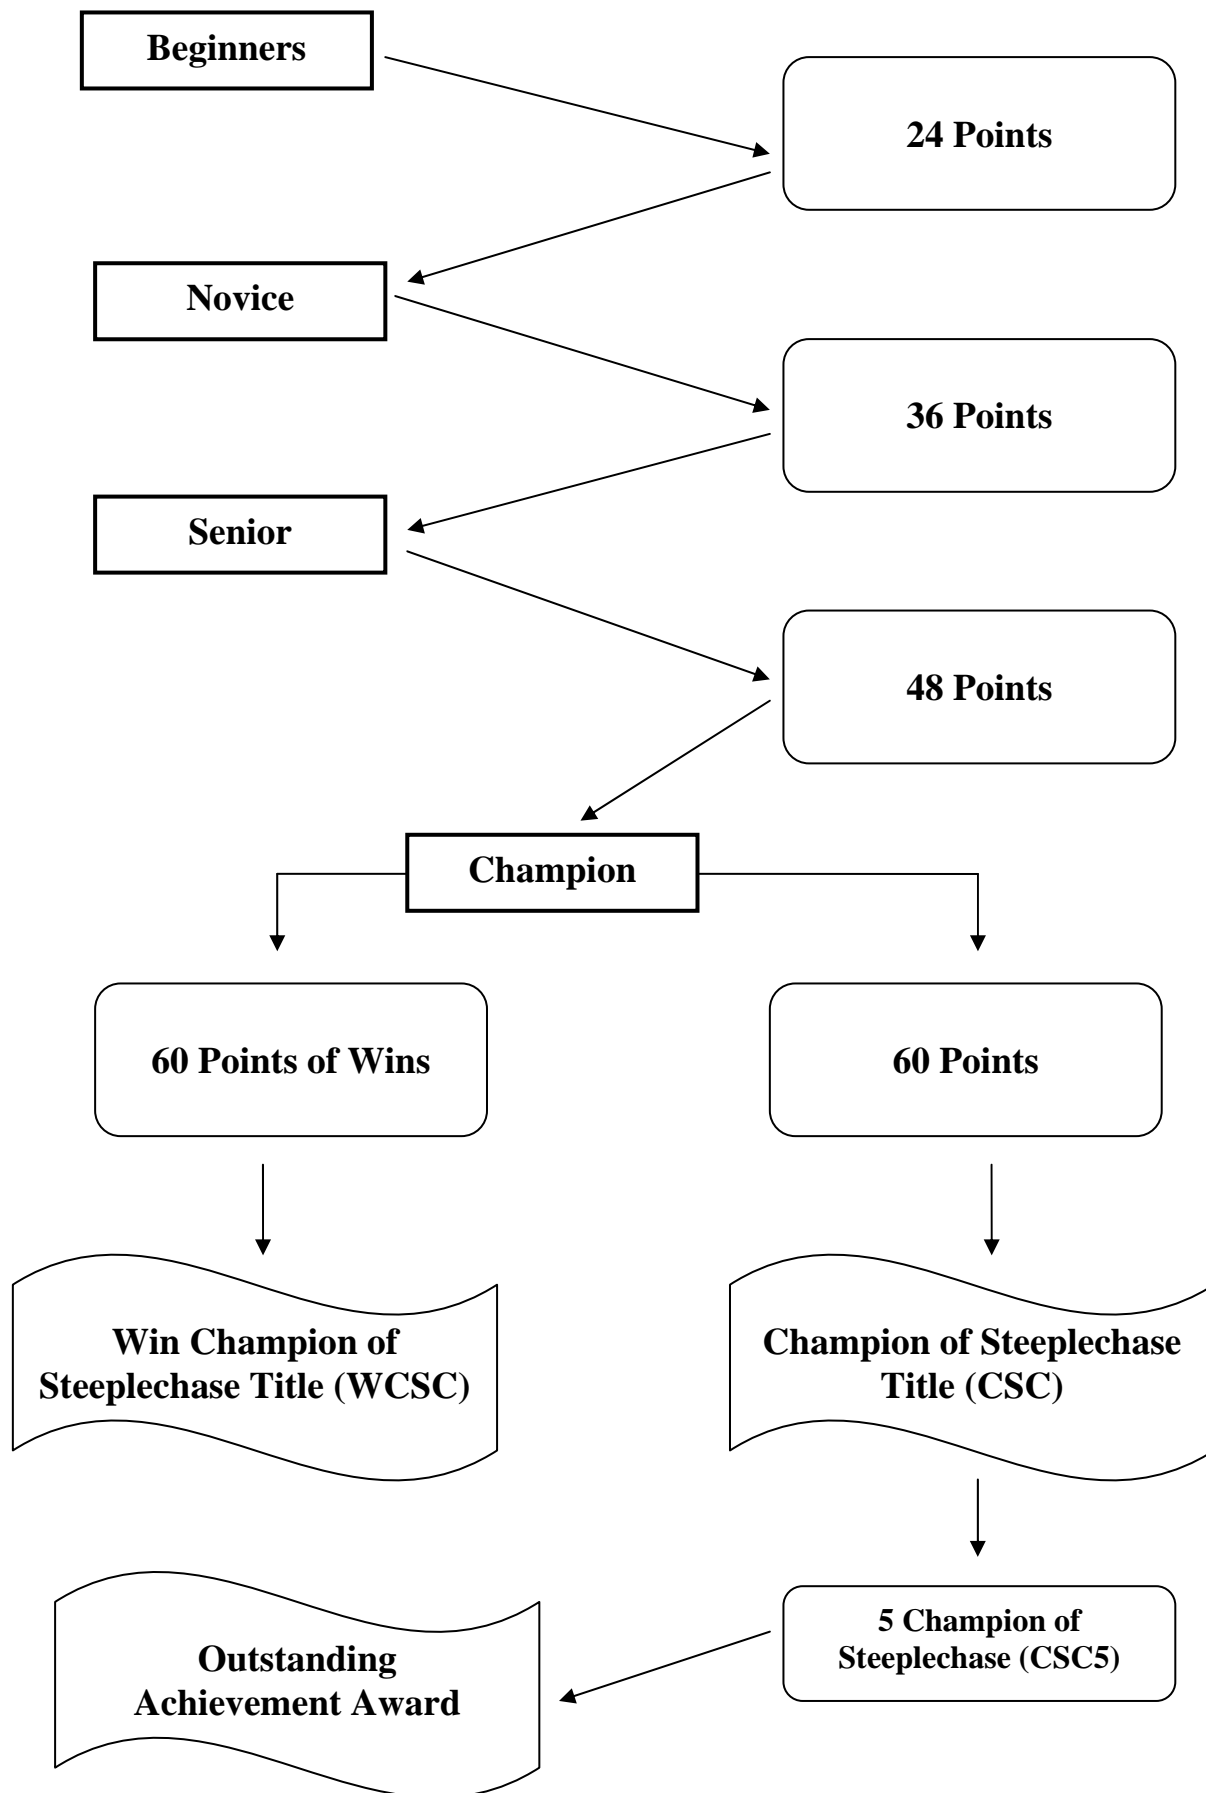 Beginners
24 Points
Novice
36 Points
Senior
48 Points
Champion
60 Points of Wins
60 Points
Win Champion of
Steeplechase Title (WCSC)
Champion of Steeplechase
Title (CSC)
5 Champion of
Steeplechase (CSC5)
Outstanding
Achievement Award